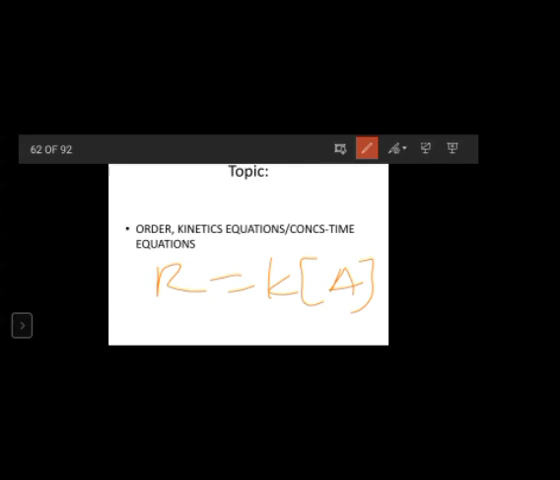 62 OF 92
Topic:
• ORDER, KINETICS EQUATIONS/CONCS-TIME
EQUATIONS
R = K[A]